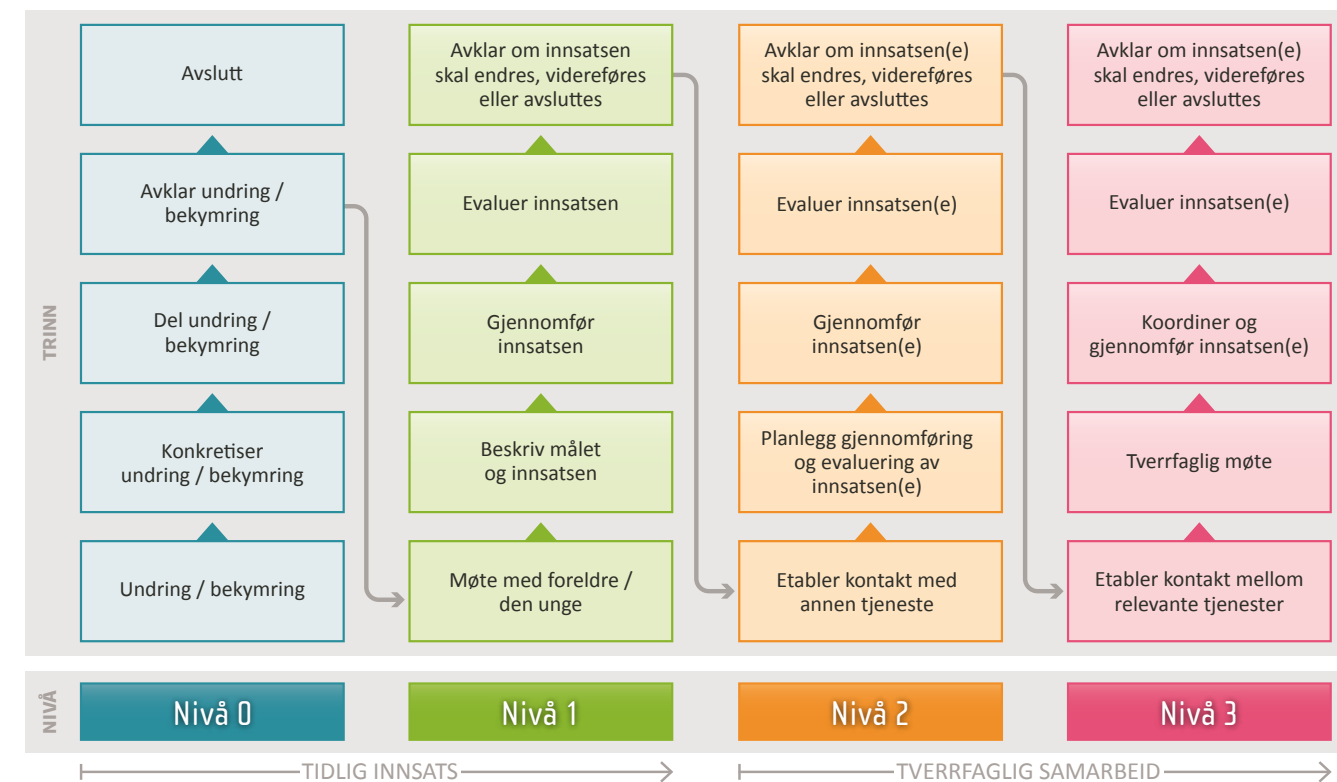 TRINN
Avslutt
Avklar undring /
bekymring
Del undring /
bekymring
Konkretiser
undring / bekymring
Undring / bekymring
Avklar om innsatsen
skal endres, videreføres
eller avsluttes
Evaluer innsatsen
Gjennomfør
innsatsen
Beskriv målet
og innsatsen
Møte med foreldre /
den unge
Avklar om innsatsen(e)
skal endres, videreføres
eller avsluttes
Evaluer innsatsen(e)
Gjennomfør
innsatsen(e)
Planlegg gjennomføring
og evaluering av
innsatsen(e)
Etabler kontakt med
annen tjeneste
Avklar om innsatsen(e)
skal endres, videreføres
eller avsluttes
Evaluer innsatsen(e)
Koordiner og
gjennomfør innsatsen(e)
Tverrfaglig møte
Etabler kontakt mellom
relevante tjenester
NIVÅ
Nivå 0
Nivå 1
Nivå 2
Nivå 3
TIDLIG INNSATS
TVERRFAGLIG SAMARBEID